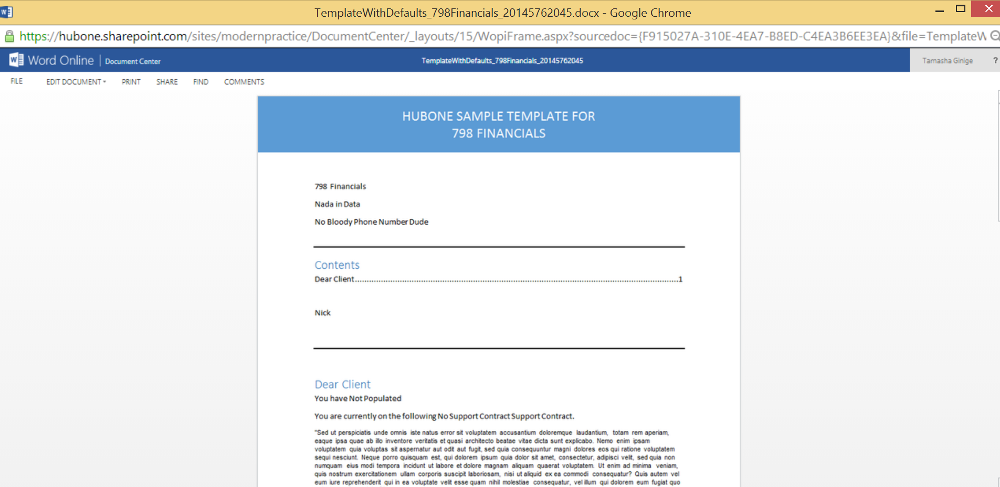 TemplateWithDefaults_798Financials_20145762045.docx - Google Chrome
https://hubone.sharepoint.com/sites/modernpractice/DocumentCenter/_layouts/15/WopiFrame.aspx?sourcedoc={F915027A-310E-4EA7-B8ED-C4EA3B6EE3EA}&file=TemplateW
Word Online | Document Center TemplateWithDefaults_798Financials_20145762045 Tamasha Ginige ?
FILE EDIT DOCUMENT PRINT SHARE FIND COMMENTS
HUBONE SAMPLE TEMPLATE FOR
798 FINANCIALS
798 Financials
Nada in Data
No Bloody Phone Number Dude
Contents
Dear Client....................................................................................................1
Nick
Dear Client
You have Not Populated
You are currently on the following No Support Contract Support Contract.
"Sed ut perspiciatis unde omnis iste natus error sit voluptatem accusantium doloremque laudantium, totam rem aperiam,
eaque ipsa quae ab illo inventore veritatis et quasi architecto beatae vitae dicta sunt explicabo. Nemo enim ipsam
voluptatem quia voluptas sit aspernatur aut odit aut fugit, sed quia consequuntur magni dolores eos qui ratione voluptatem
sequi nesciunt. Neque porro quisquam est, qui dolorem ipsum quia dolor sit amet, consectetur, adipisci velit, sed quia non
numquam eius modi tempora incidunt ut labore et dolore magnam aliquam quaerat voluptatem. Ut enim ad minima veniam,
quis nostrum exercitationem ullam corporis suscipit laboriosam, nisi ut aliquid ex ea commodi consequatur? Quis autem vel
eum iure reprehenderit qui in ea voluptate velit esse quam nihil molestiae consequatur, vel illum qui dolorem eum fugiat quo